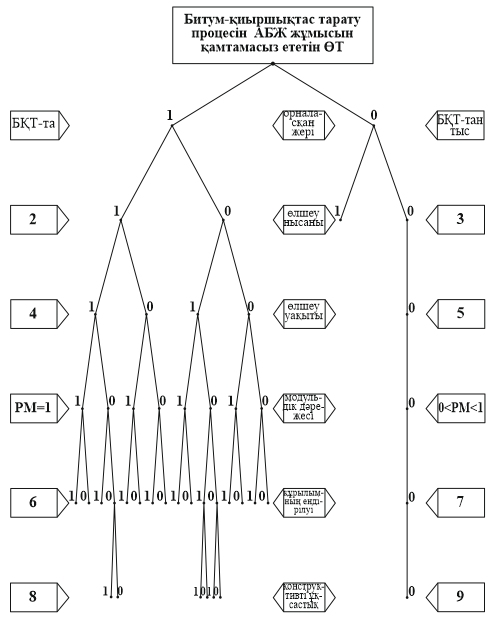 Битум-қиыршықтас тарату
процесін АБЖ жұмысын
қамтамасыз ететін ӨТ
БҚТ-та
1
орнала-
сқан
жері
0
БҚТ-тан
тыс
2
1
0
өлшеу
нысаны
1
0
3
4
1
0
1
0
өлшеу
уақыты
0
5
РМ=1
1
0
1
0
1
0
1
0
модуль-
дік дәре-
жесі
0
0<РМ<1
6
1 0 1 0 1 0 1 0 1 0 1 0 1 0 1 0
құрылым-
ның енді-
рілуі
0
7
8
1 0
1 0 1 0
конструк-
тивті ұқ-
састық
0
9